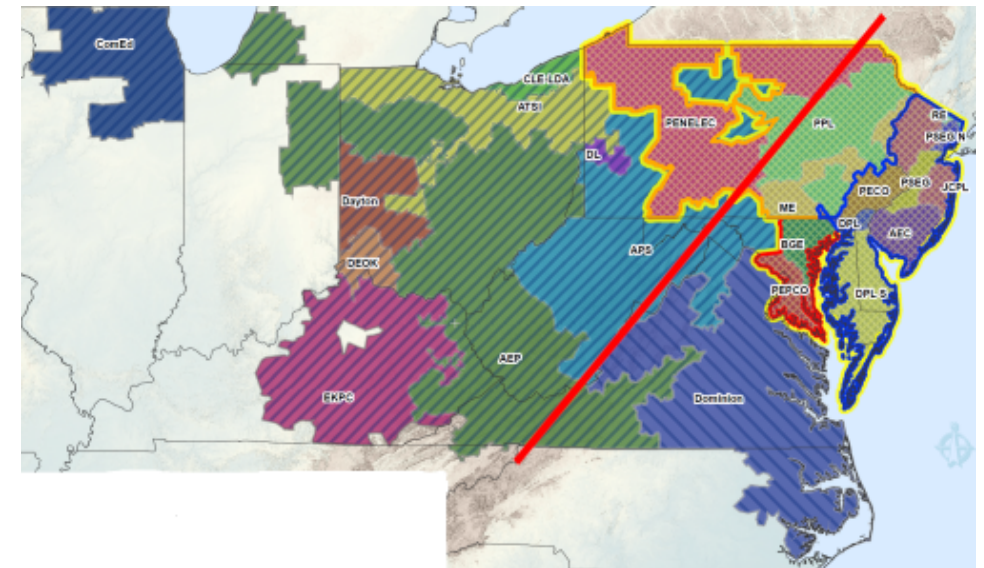 ComEd
CLE-LDA
ATSI
PENELEC
PPL
RE
PSEG N
DL
Dayton
PECO
PSEG
JCPL
ME
DPL
AEC
BGE
APS
DEOK
PEPCO
DPL S
AEP
EKPC
Dominion